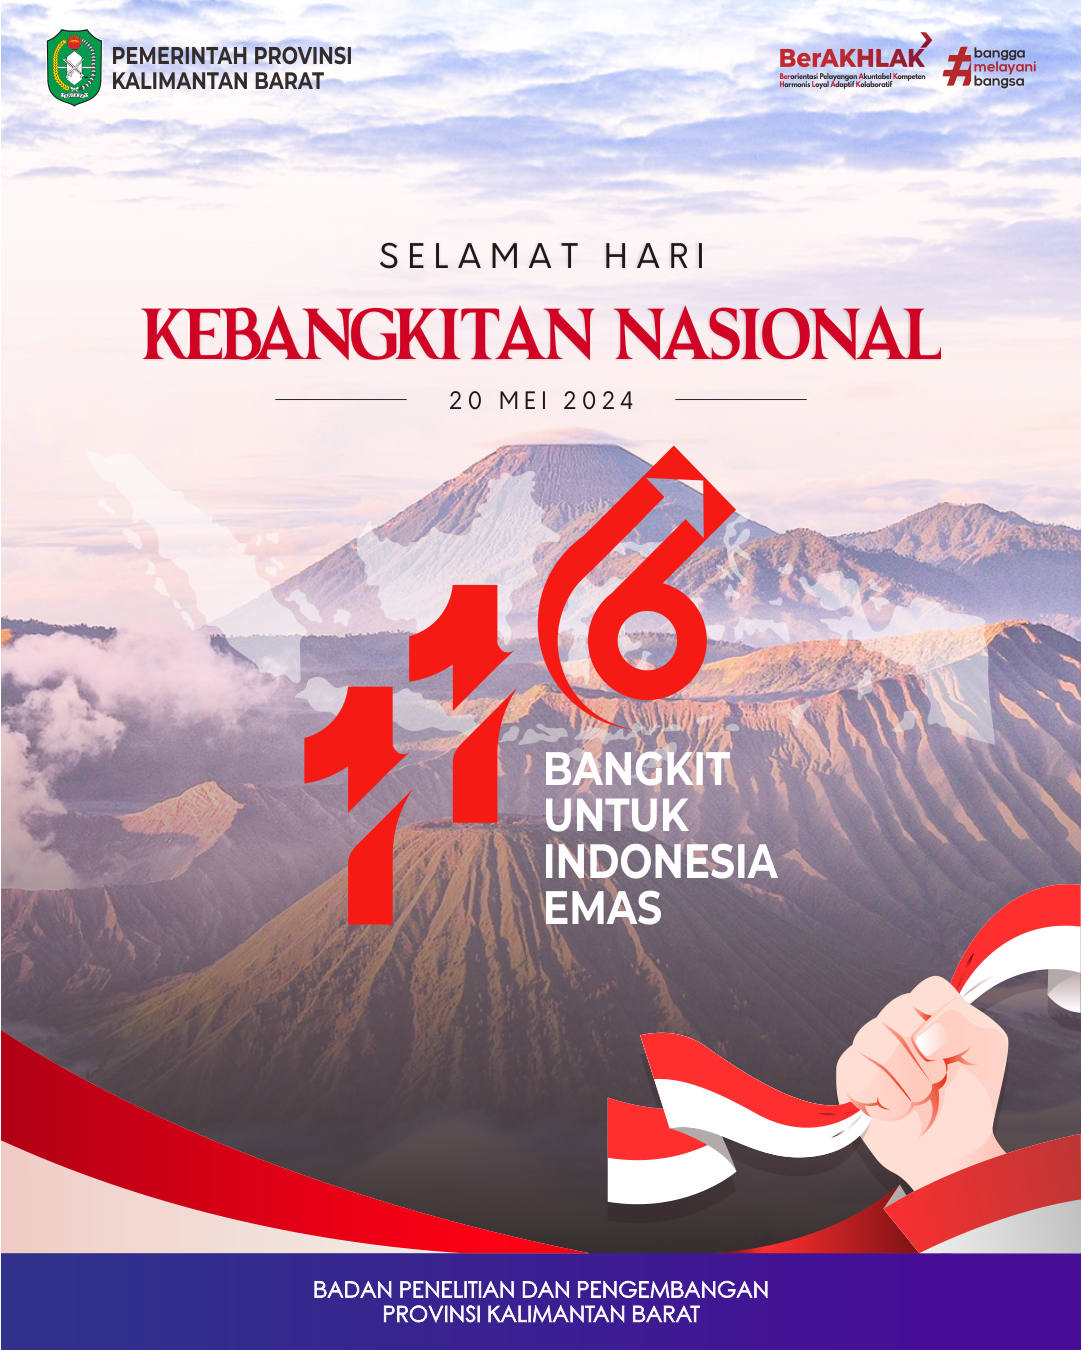 PEMERINTAH PROVINSI
KALIMANTAN BARAT
BerAKHLAK
Berorientasi Pelayangan Akuntabel Kompeten
Harmonis Loyal Adaptif Kolaboratif
#bangga
melayani
bangsa
SELAMAT HARI
KEBANGKITAN NASIONAL
20 MEI 2024
116
BANGKIT
UNTUK
INDONESIA
EMAS
BADAN PENELITIAN DAN PENGEMBANGAN
PROVINSI KALIMANTAN BARAT